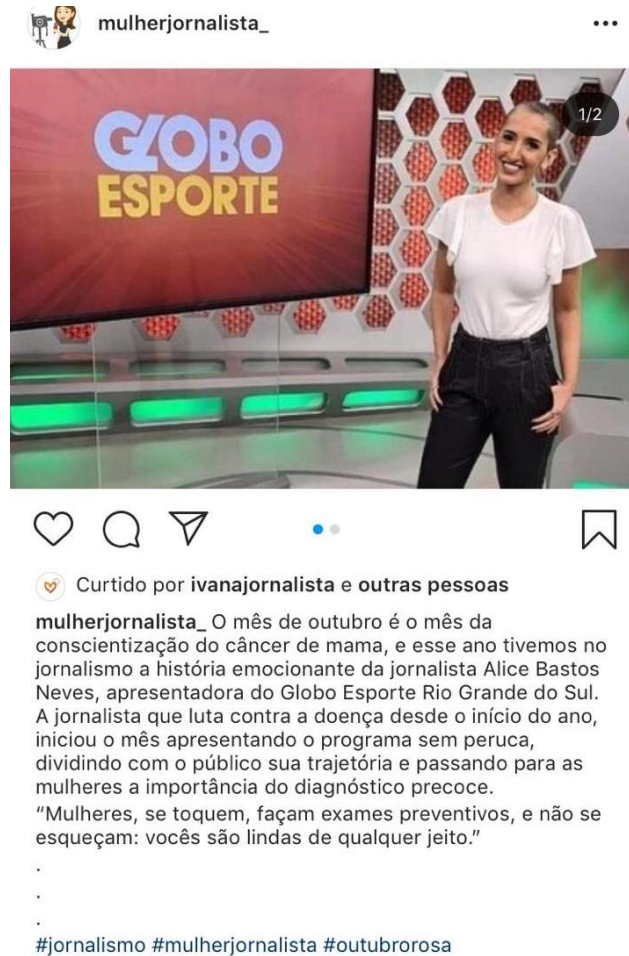 mulherjornalista_
1/2
GLOBO
ESPORTE
Curtido por ivanajornalista e outras pessoas
mulherjornalista_ O mês de outubro é o mês da
conscientização do câncer de mama, e esse ano tivemos no
jornalismo a história emocionante da jornalista Alice Bastos
Neves, apresentadora do Globo Esporte Rio Grande do Sul.
A jornalista que luta contra a doença desde o início do ano,
iniciou o mês apresentando o programa sem peruca,
dividindo com o público sua trajetória e passando para as
mulheres a importância do diagnóstico precoce.
“Mulheres, se toquem, façam exames preventivos, e não se
esqueçam: vocês são lindas de qualquer jeito.”
.
.
.
#jornalismo #mulherjornalista #outubrorosa